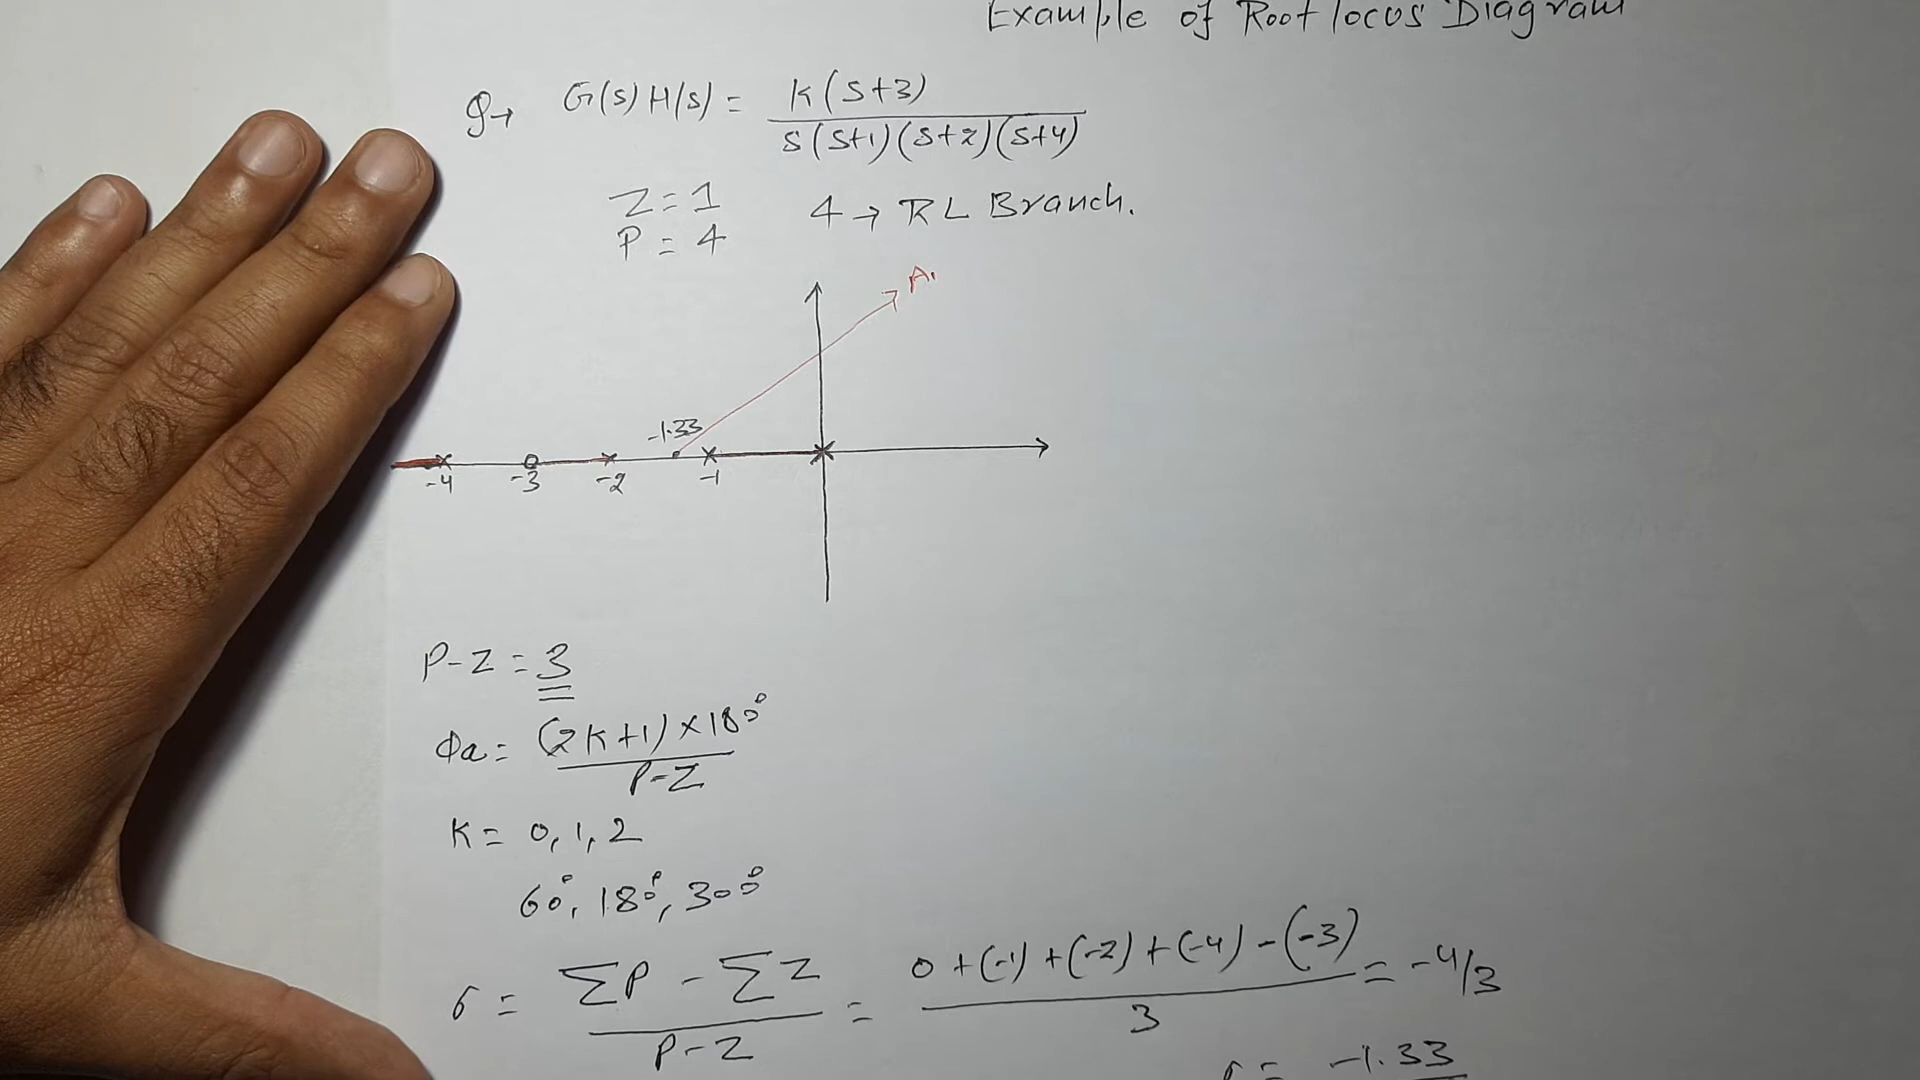 Example of Root locus Diagram
Q→ G(s)H(s) = K(s+3) / s(s+1)(s+2)(s+4)
Z=1
P=4
4 → RL Branch.
A.
-1.33
-4 -3 -2 -1
P-Z = 3
Φa = (2K+1)×180° / P-Z
K = 0, 1, 2
60°, 180°, 300°
σ = ΣP - ΣZ / P-Z = 0+(-1)+(-2)+(-4)-(-3) / 3 = -4/3
σ = -1.33